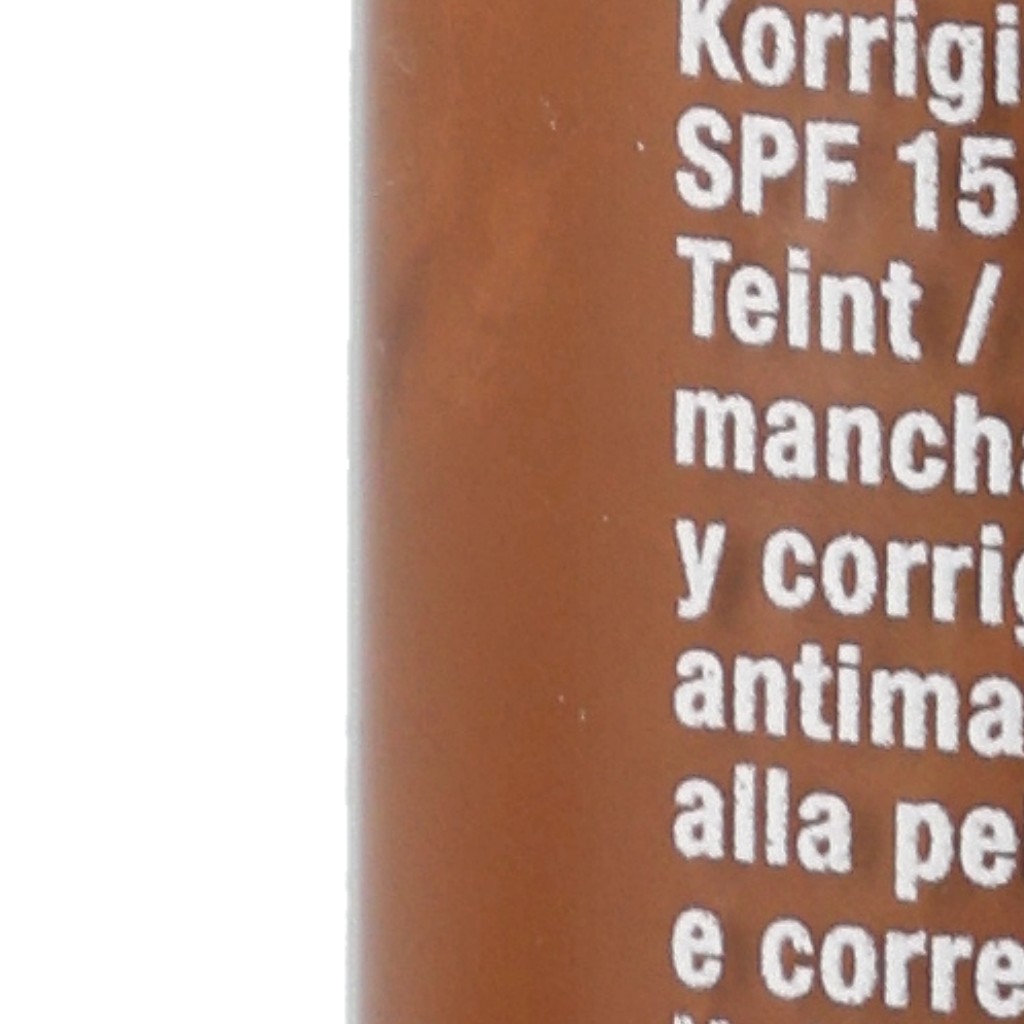 Korrigi
SPF 15
Teint /
mancha
y corrig
antima
alla pe
e corre